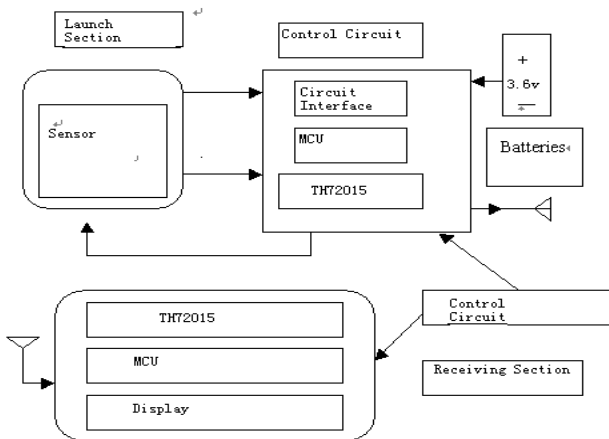 Launch
Section
Control Circuit
+
3.6v
Circuit
Interface
Sensor
MCU
Batteries
TH72015
TH72015
Control
Circuit
MCU
Receiving Section
Display